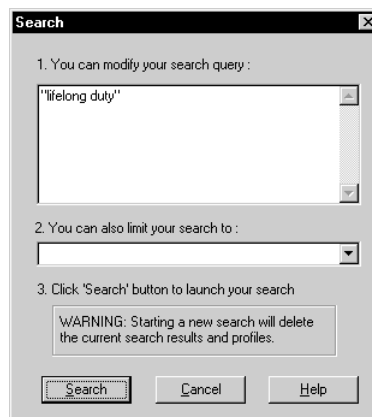 Search
1. You can modify your search query :
"lifelong duty"
2. You can also limit your search to :
3. Click 'Search' button to launch your search
WARNING: Starting a new search will delete
the current search results and profiles.
Search Cancel Help